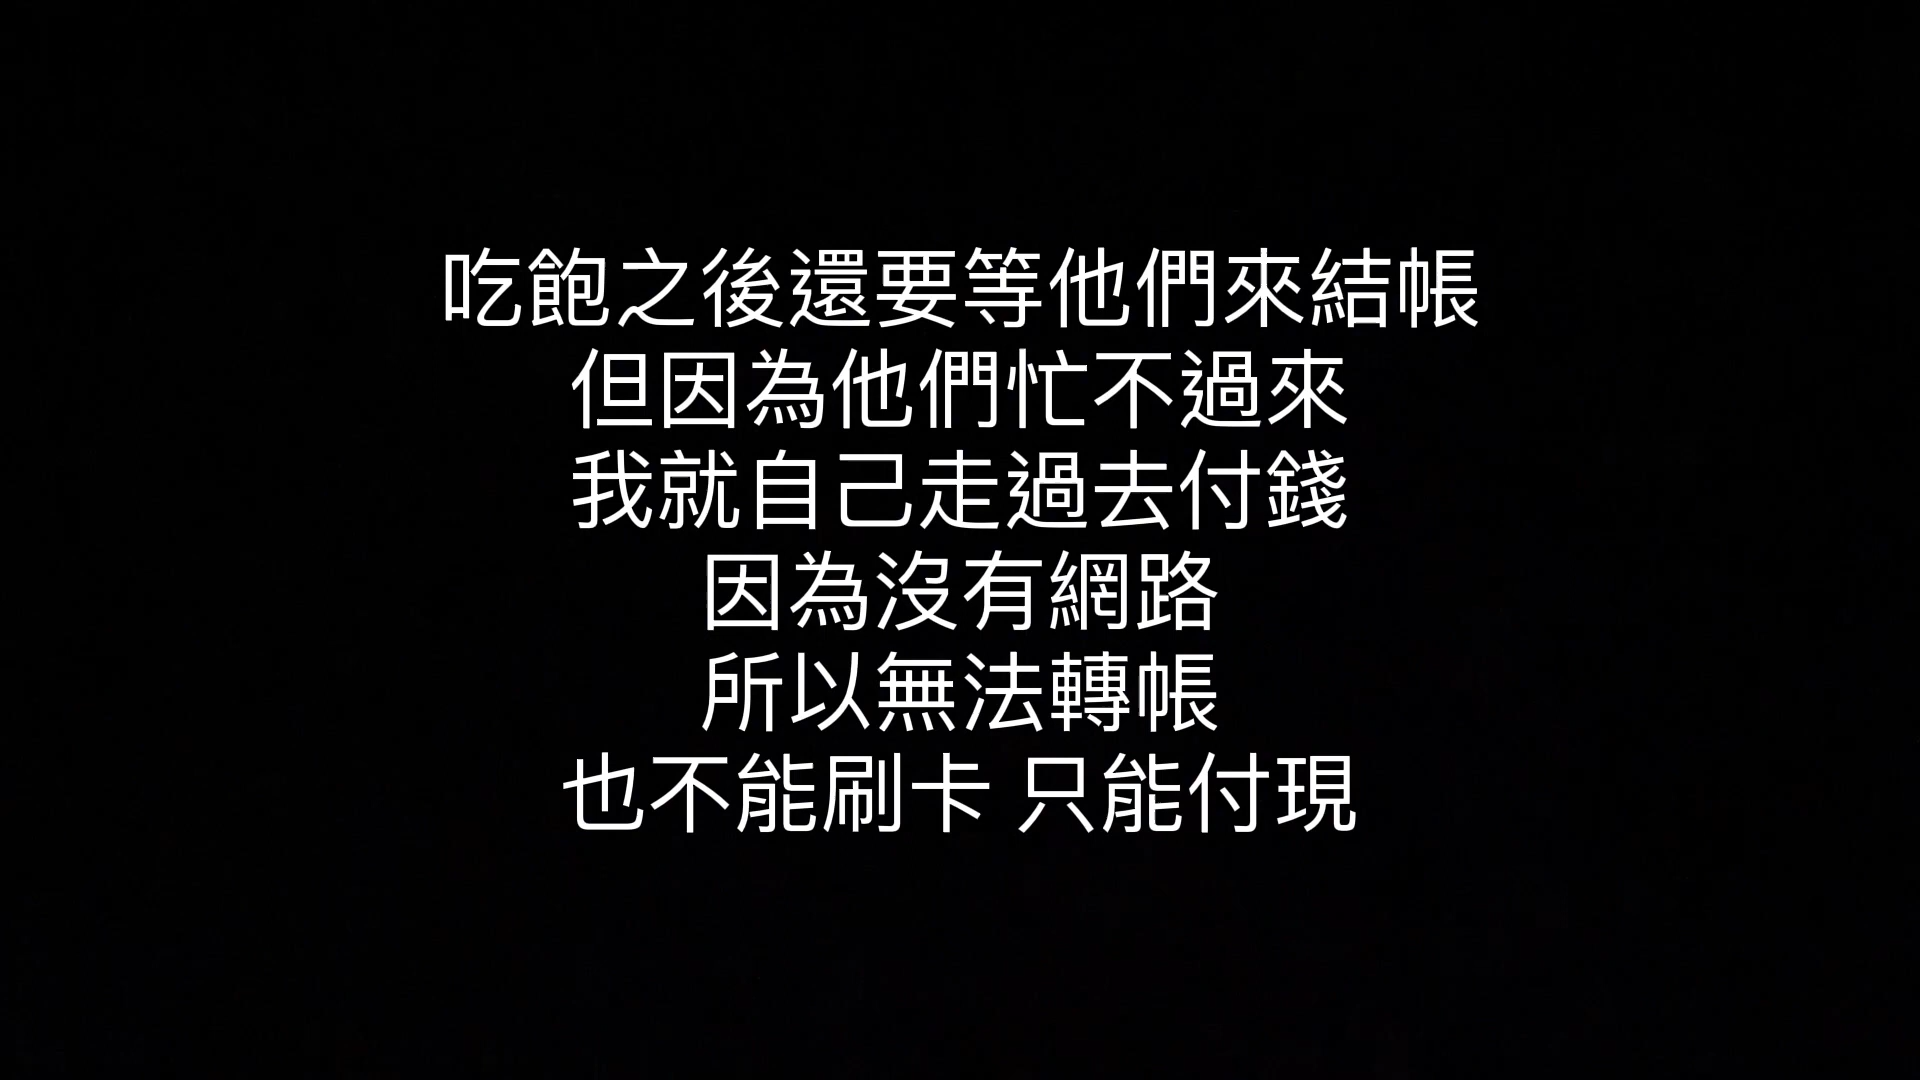 吃飽之後還要等他們來結帳
但因為他們忙不過來
我就自己走過去付錢
因為沒有網路
所以無法轉帳
也不能刷卡 只能付現